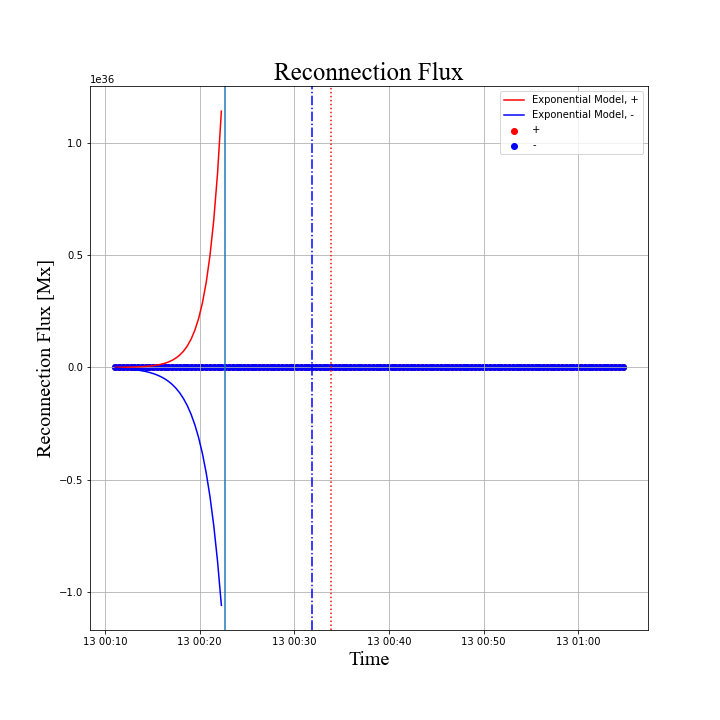 Reconnection Flux
1e36
Exponential Model, +
Exponential Model, -
+
-
1.0
0.5
0.0
−0.5
−1.0
Reconnection Flux [Mx]
13 00:10
13 00:20
13 00:30
13 00:40
13 00:50
13 01:00
Time